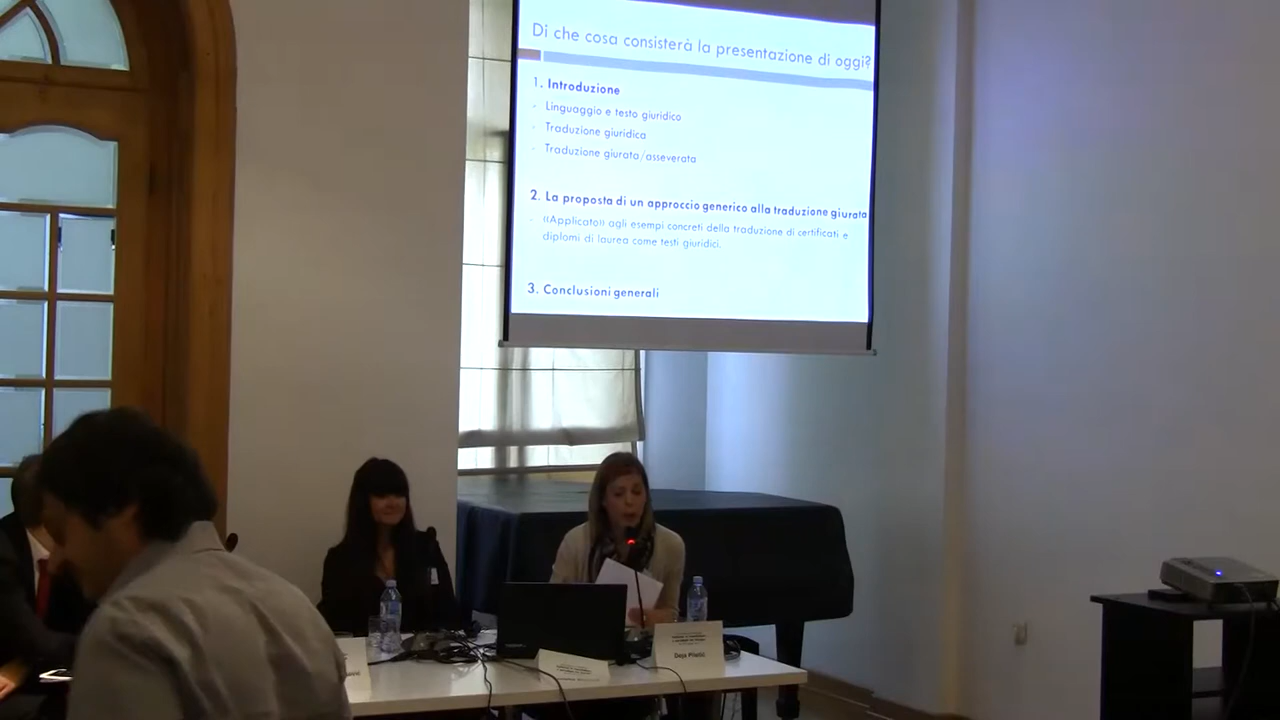 Di che cosa consisterà la presentazione di oggi?
1. Introduzione
- Linguaggio e testo giuridico
- Traduzione giuridica
- Traduzione giurata/asseverata
2. La proposta di un approccio generico alla traduzione giurata
- «Applicato» agli esempi concreti della traduzione di certificati e
diplomi di laurea come testi giuridici.
3. Conclusioni generali